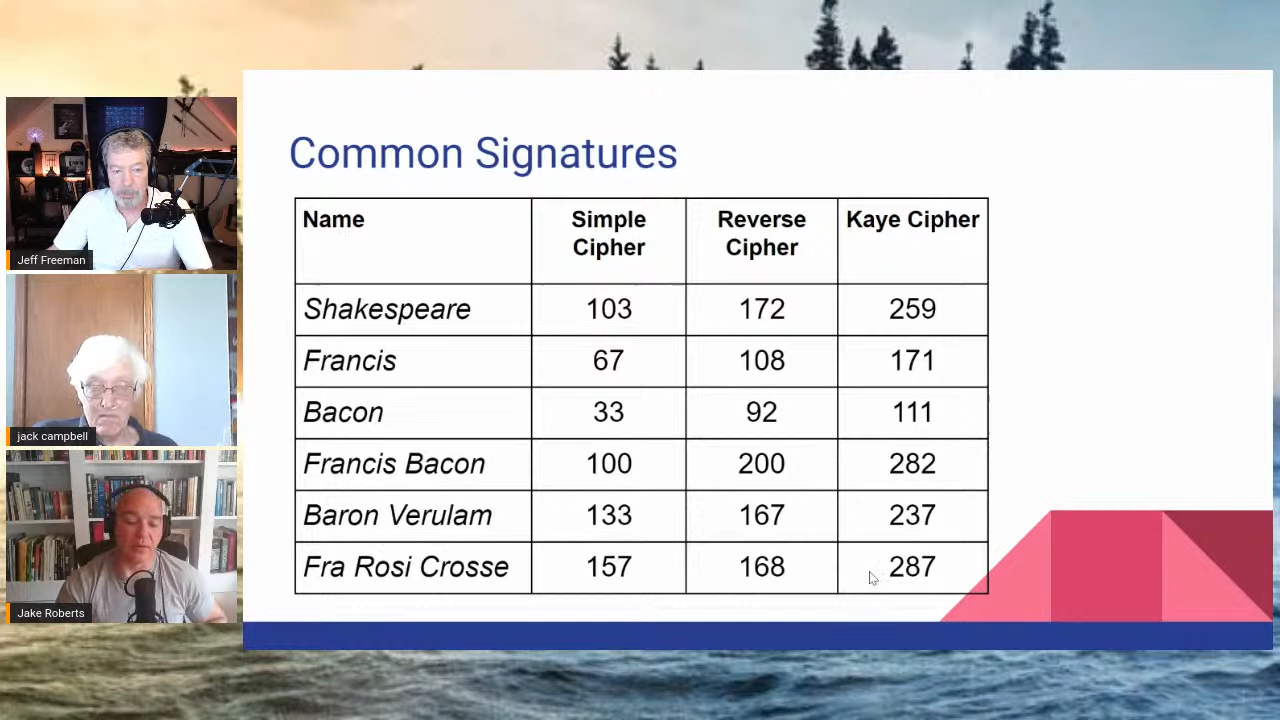 Common Signatures
Name Simple Cipher Reverse Cipher Kaye Cipher
Shakespeare 103 172 259
Francis 67 108 171
Bacon 33 92 111
Francis Bacon 100 200 282
Baron Verulam 133 167 237
Fra Rosi Crosse 157 168 287
Jeff Freeman
jack campbell
Jake Roberts